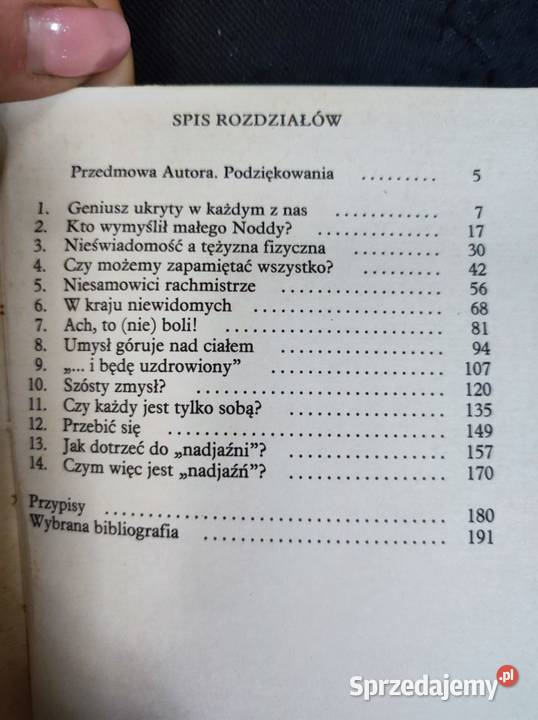 SPIS ROZDZIAŁÓW
Przedmowa Autora. Podziękowania ......... 5
1. Geniusz ukryty w każdym z nas ............ 7
2. Kto wymyślił małego Noddy? .............. 17
3. Nieświadomość a tężyzna fizyczna .......... 30
4. Czy możemy zapamiętać wszystko? ......... 42
5. Niesamowici rachmistrze .................. 56
6. W kraju niewidomych ..................... 68
7. Ach, to (nie) boli! ........................ 81
8. Umysł góruje nad ciałem .................. 94
9. „... i będę uzdrowiony” ...................... 107
10. Szósty zmysł? ........................... 120
11. Czy każdy jest tylko sobą? ................. 135
12. Przebić się .............................. 149
13. Jak dotrzeć do „nadjaźni”? ................ 157
14. Czym więc jest „nadjaźń”? ................. 170
Przypisy .................................. 180
Wybrana bibliografia ......................... 191
Sprzedajemy.pl